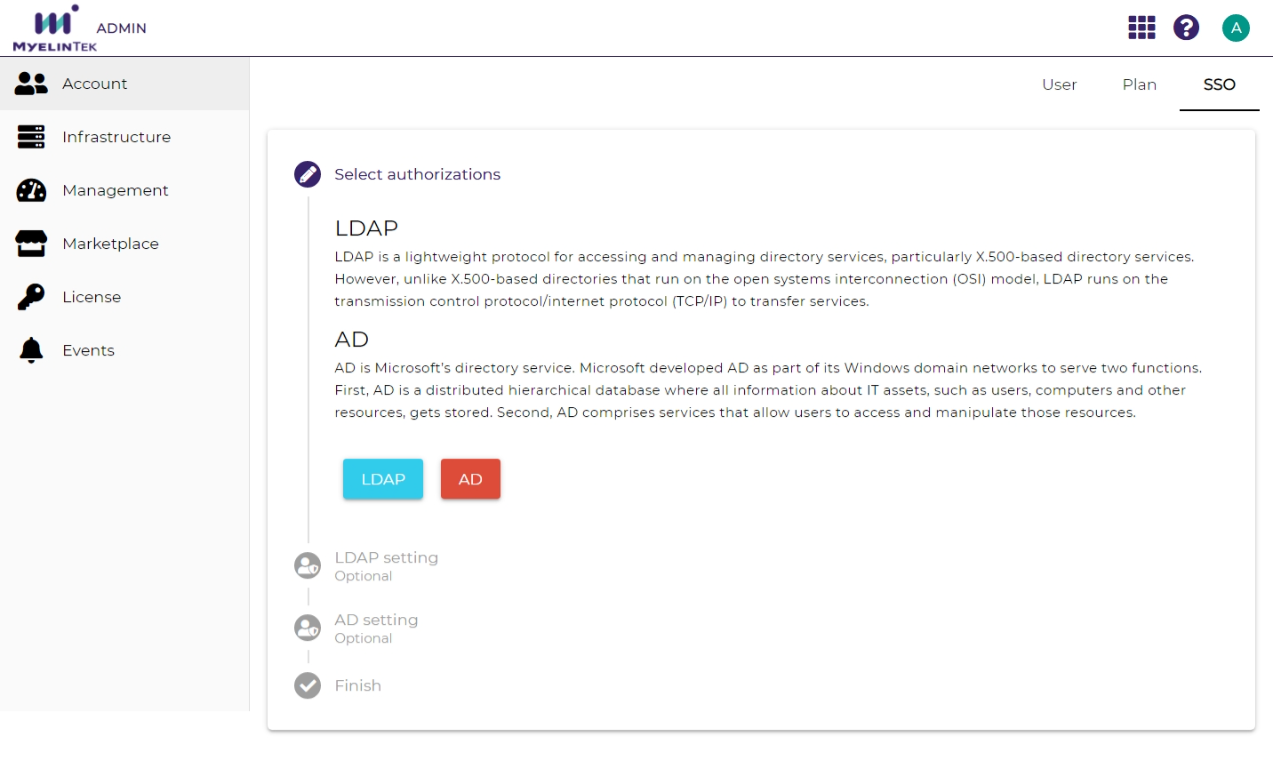 ADMIN
MYELINTEK
A
Account
Infrastructure
Management
Marketplace
License
Events
User Plan SSO
Select authorizations
LDAP
LDAP is a lightweight protocol for accessing and managing directory services, particularly X.500-based directory services.
However, unlike X.500-based directories that run on the open systems interconnection (OSI) model, LDAP runs on the
transmission control protocol/internet protocol (TCP/IP) to transfer services.
AD
AD is Microsoft's directory service. Microsoft developed AD as part of its Windows domain networks to serve two functions.
First, AD is a distributed hierarchical database where all information about IT assets, such as users, computers and other
resources, gets stored. Second, AD comprises services that allow users to access and manipulate those resources.
LDAP AD
LDAP setting
Optional
AD setting
Optional
Finish